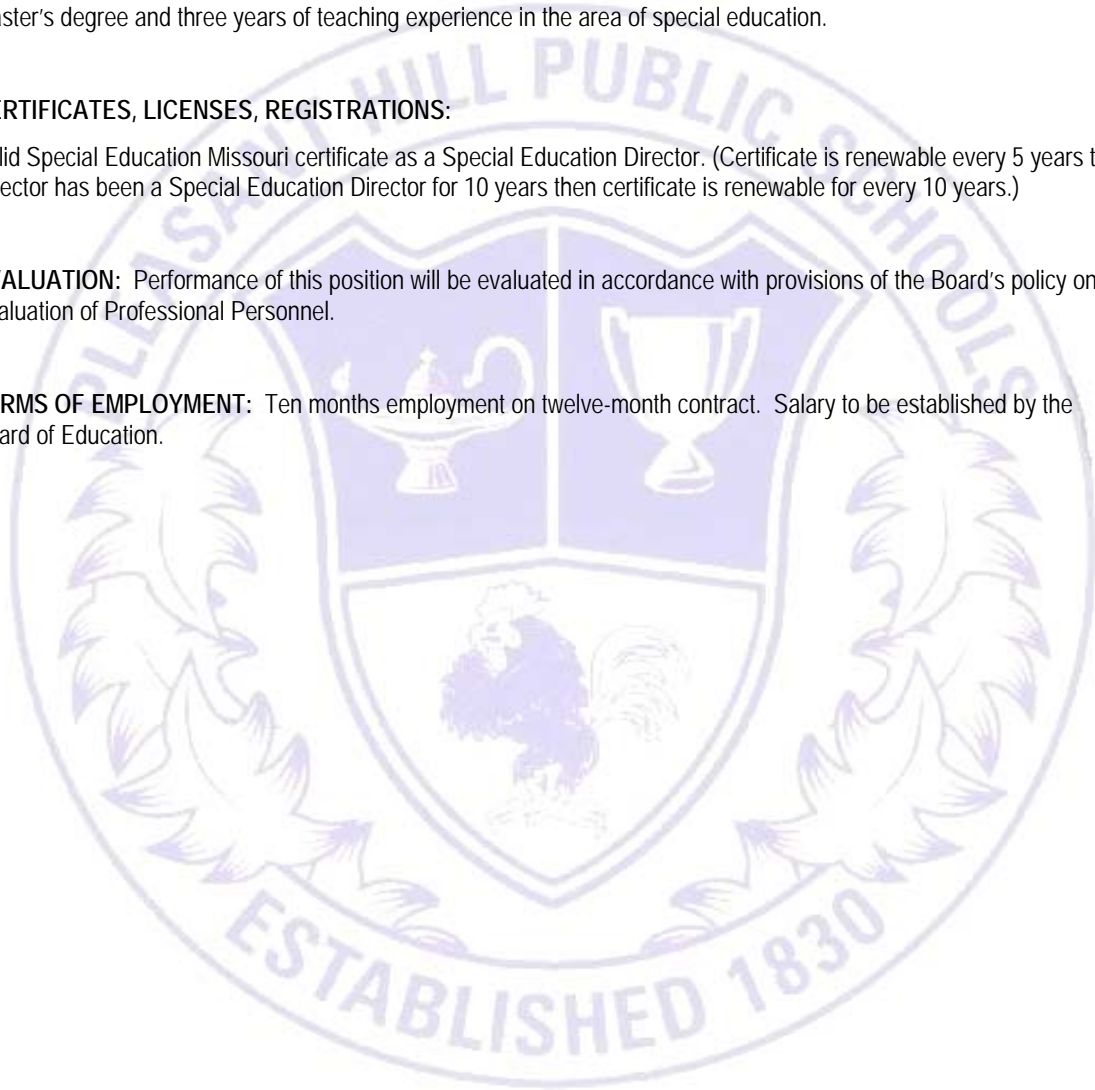 aster's degree and three years of teaching experience in the area of special education.
ERTIFICATES, LICENSES, REGISTRATIONS:
lid Special Education Missouri certificate as a Special Education Director. (Certificate is renewable every 5 years t
ector has been a Special Education Director for 10 years then certificate is renewable for every 10 years.)
VALUATION: Performance of this position will be evaluated in accordance with provisions of the Board's policy on
aluation of Professional Personnel.
RMS OF EMPLOYMENT: Ten months employment on twelve-month contract. Salary to be established by the
ard of Education.
PLEASANT HILL PUBLIC SCHOOLS
ESTABLISHED 1830